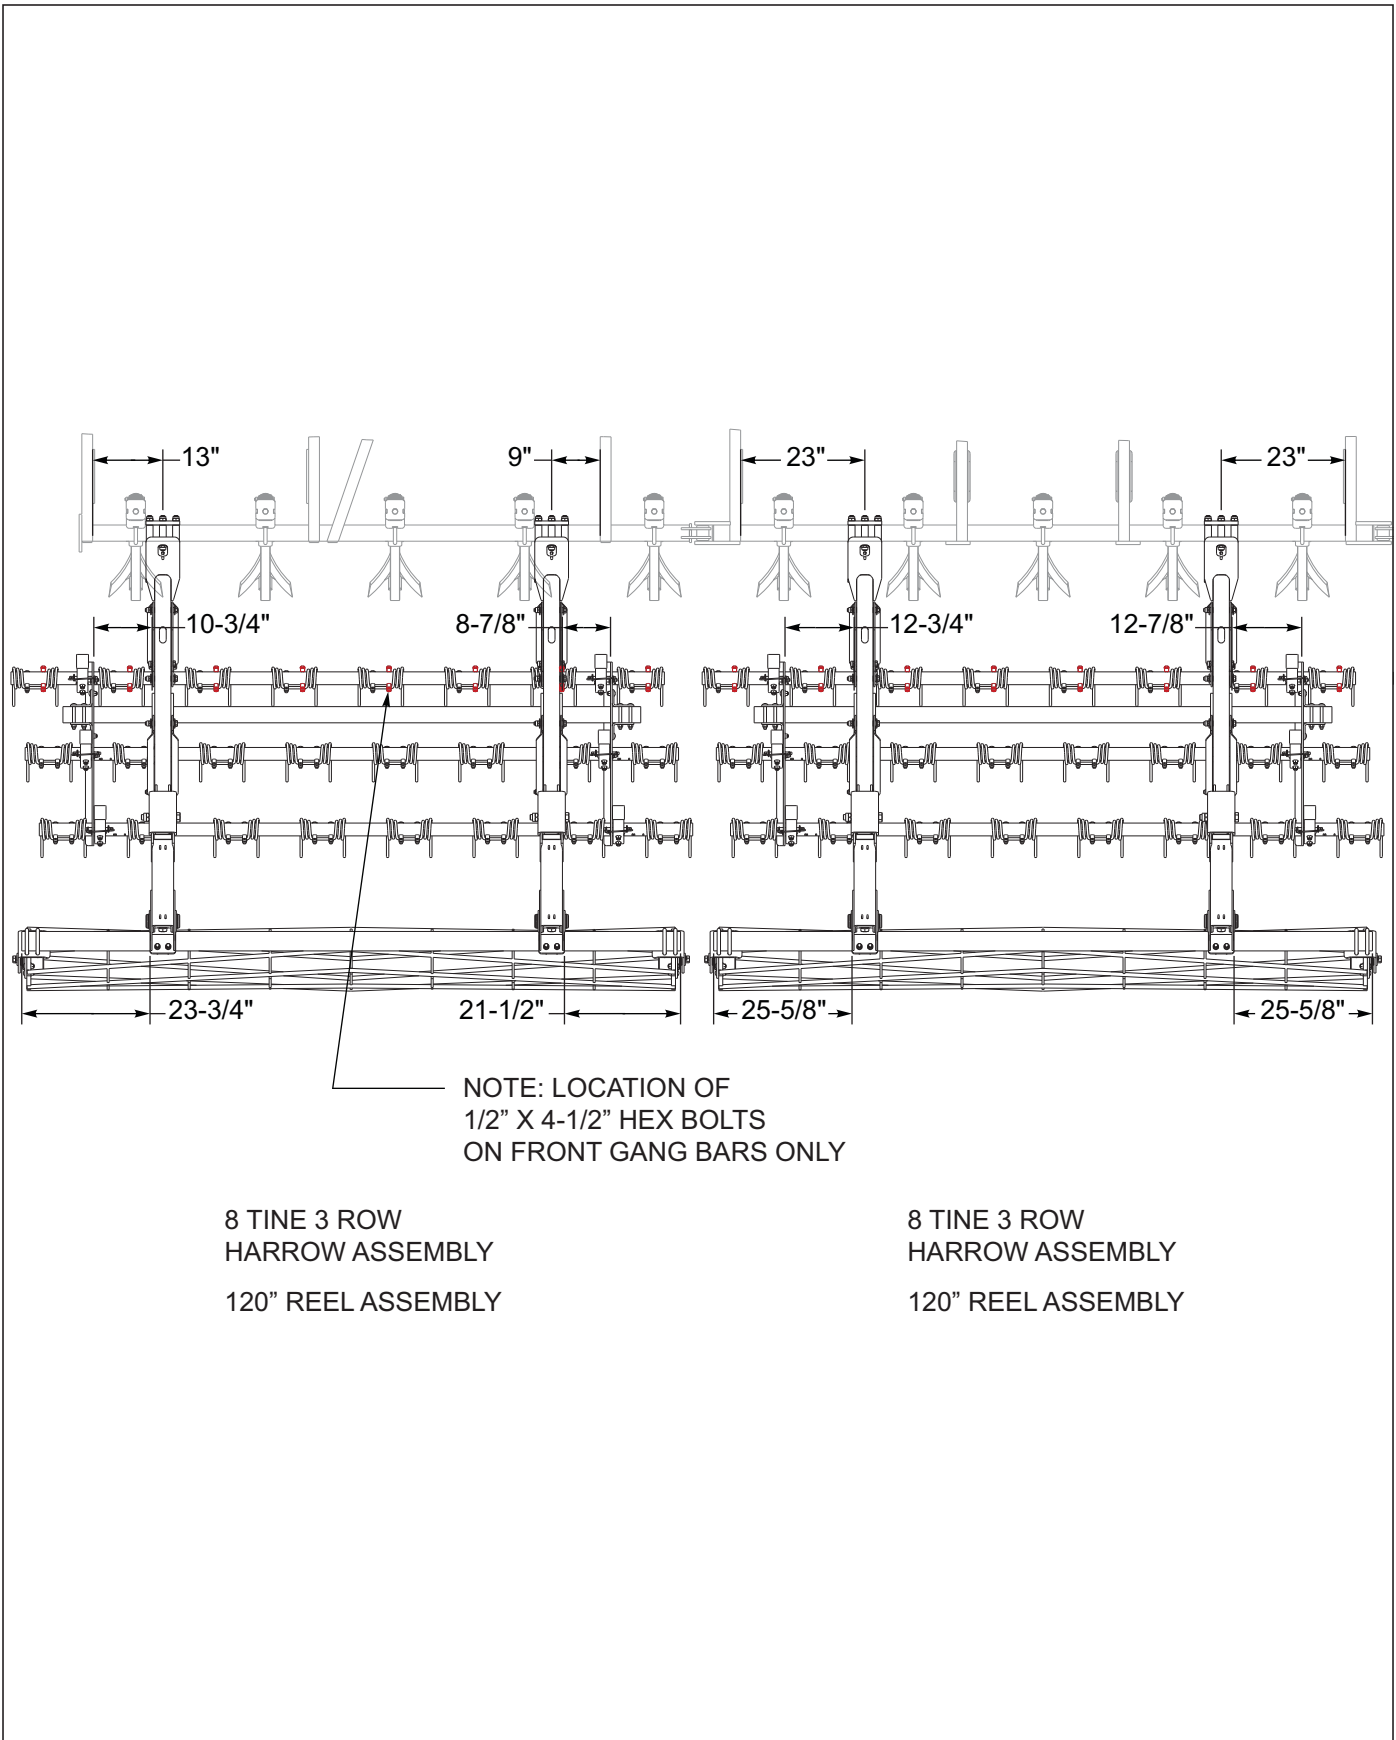 13"
9"
23"
23"
10-3/4"
8-7/8"
12-3/4"
12-7/8"
23-3/4"
21-1/2"
25-5/8"
25-5/8"
NOTE: LOCATION OF
1/2” X 4-1/2” HEX BOLTS
ON FRONT GANG BARS ONLY
8 TINE 3 ROW
HARROW ASSEMBLY
120” REEL ASSEMBLY
8 TINE 3 ROW
HARROW ASSEMBLY
120” REEL ASSEMBLY